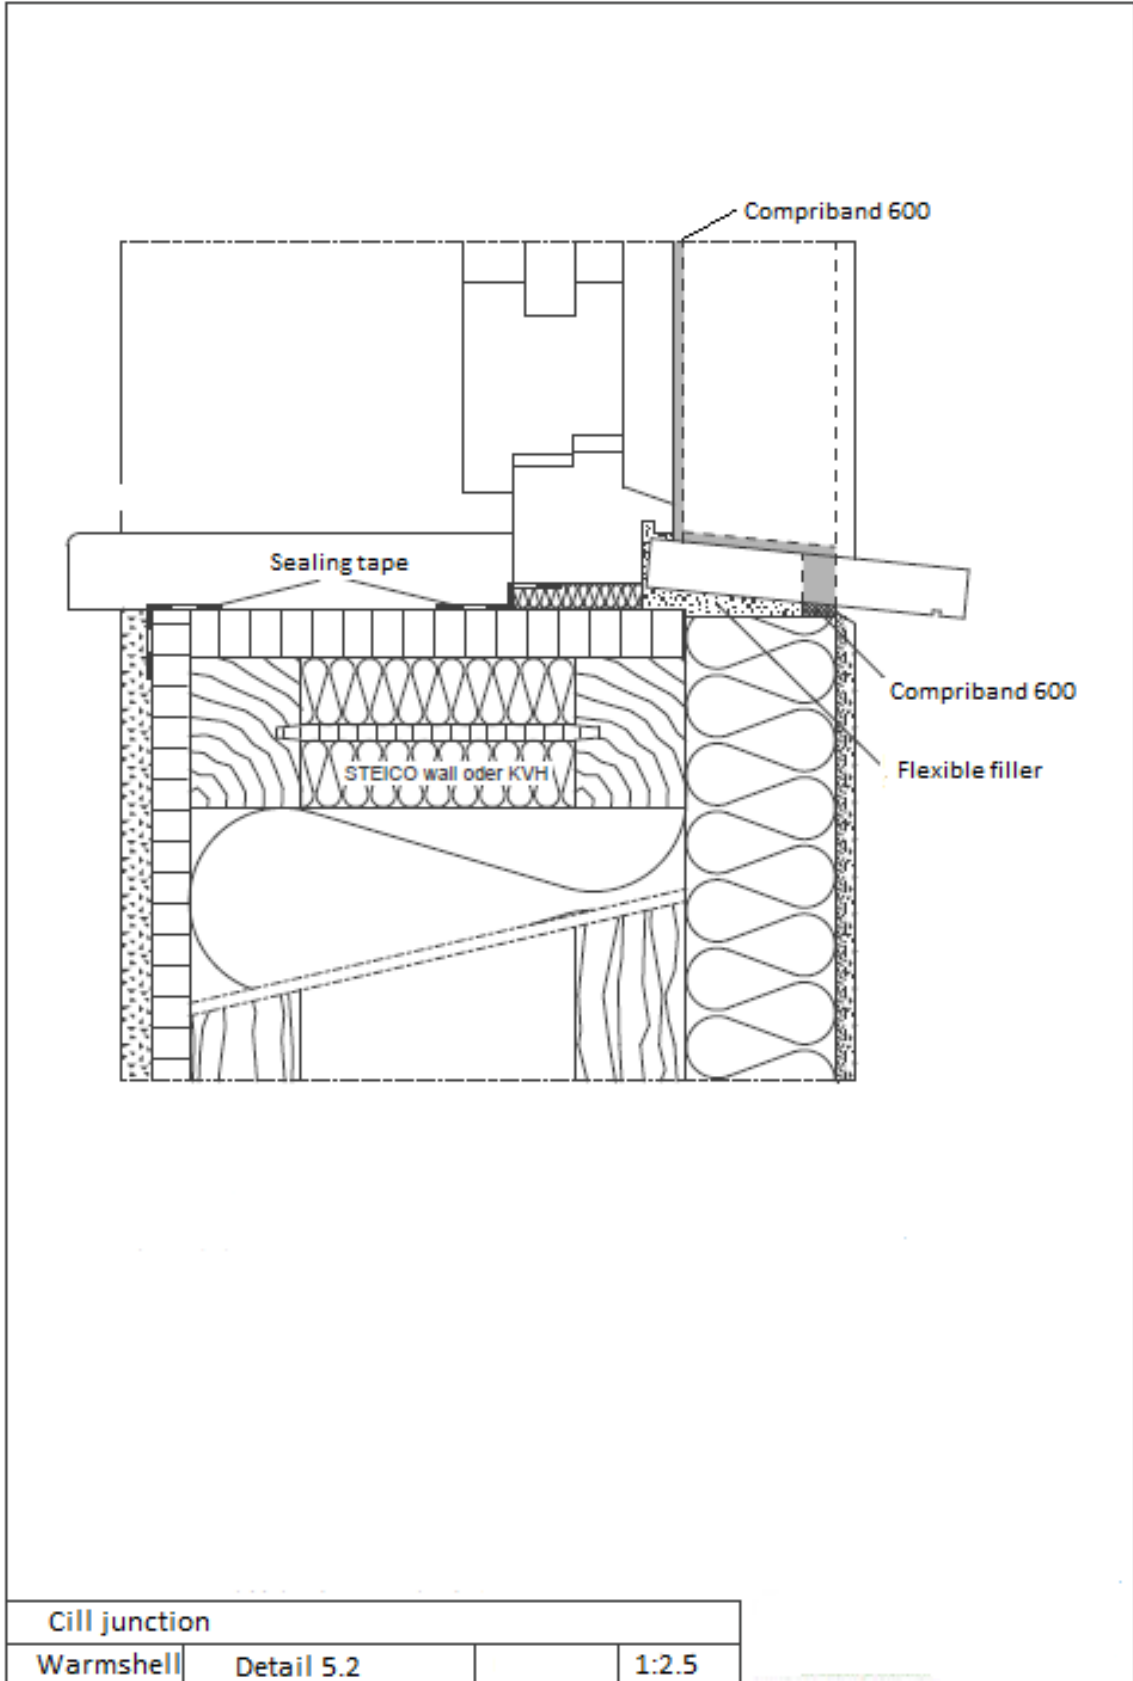 Compriband 600
Sealing tape
Compriband 600
Flexible filler
STEICO wall oder KVH
Cill junction
Warmshell
Detail 5.2
1:2.5